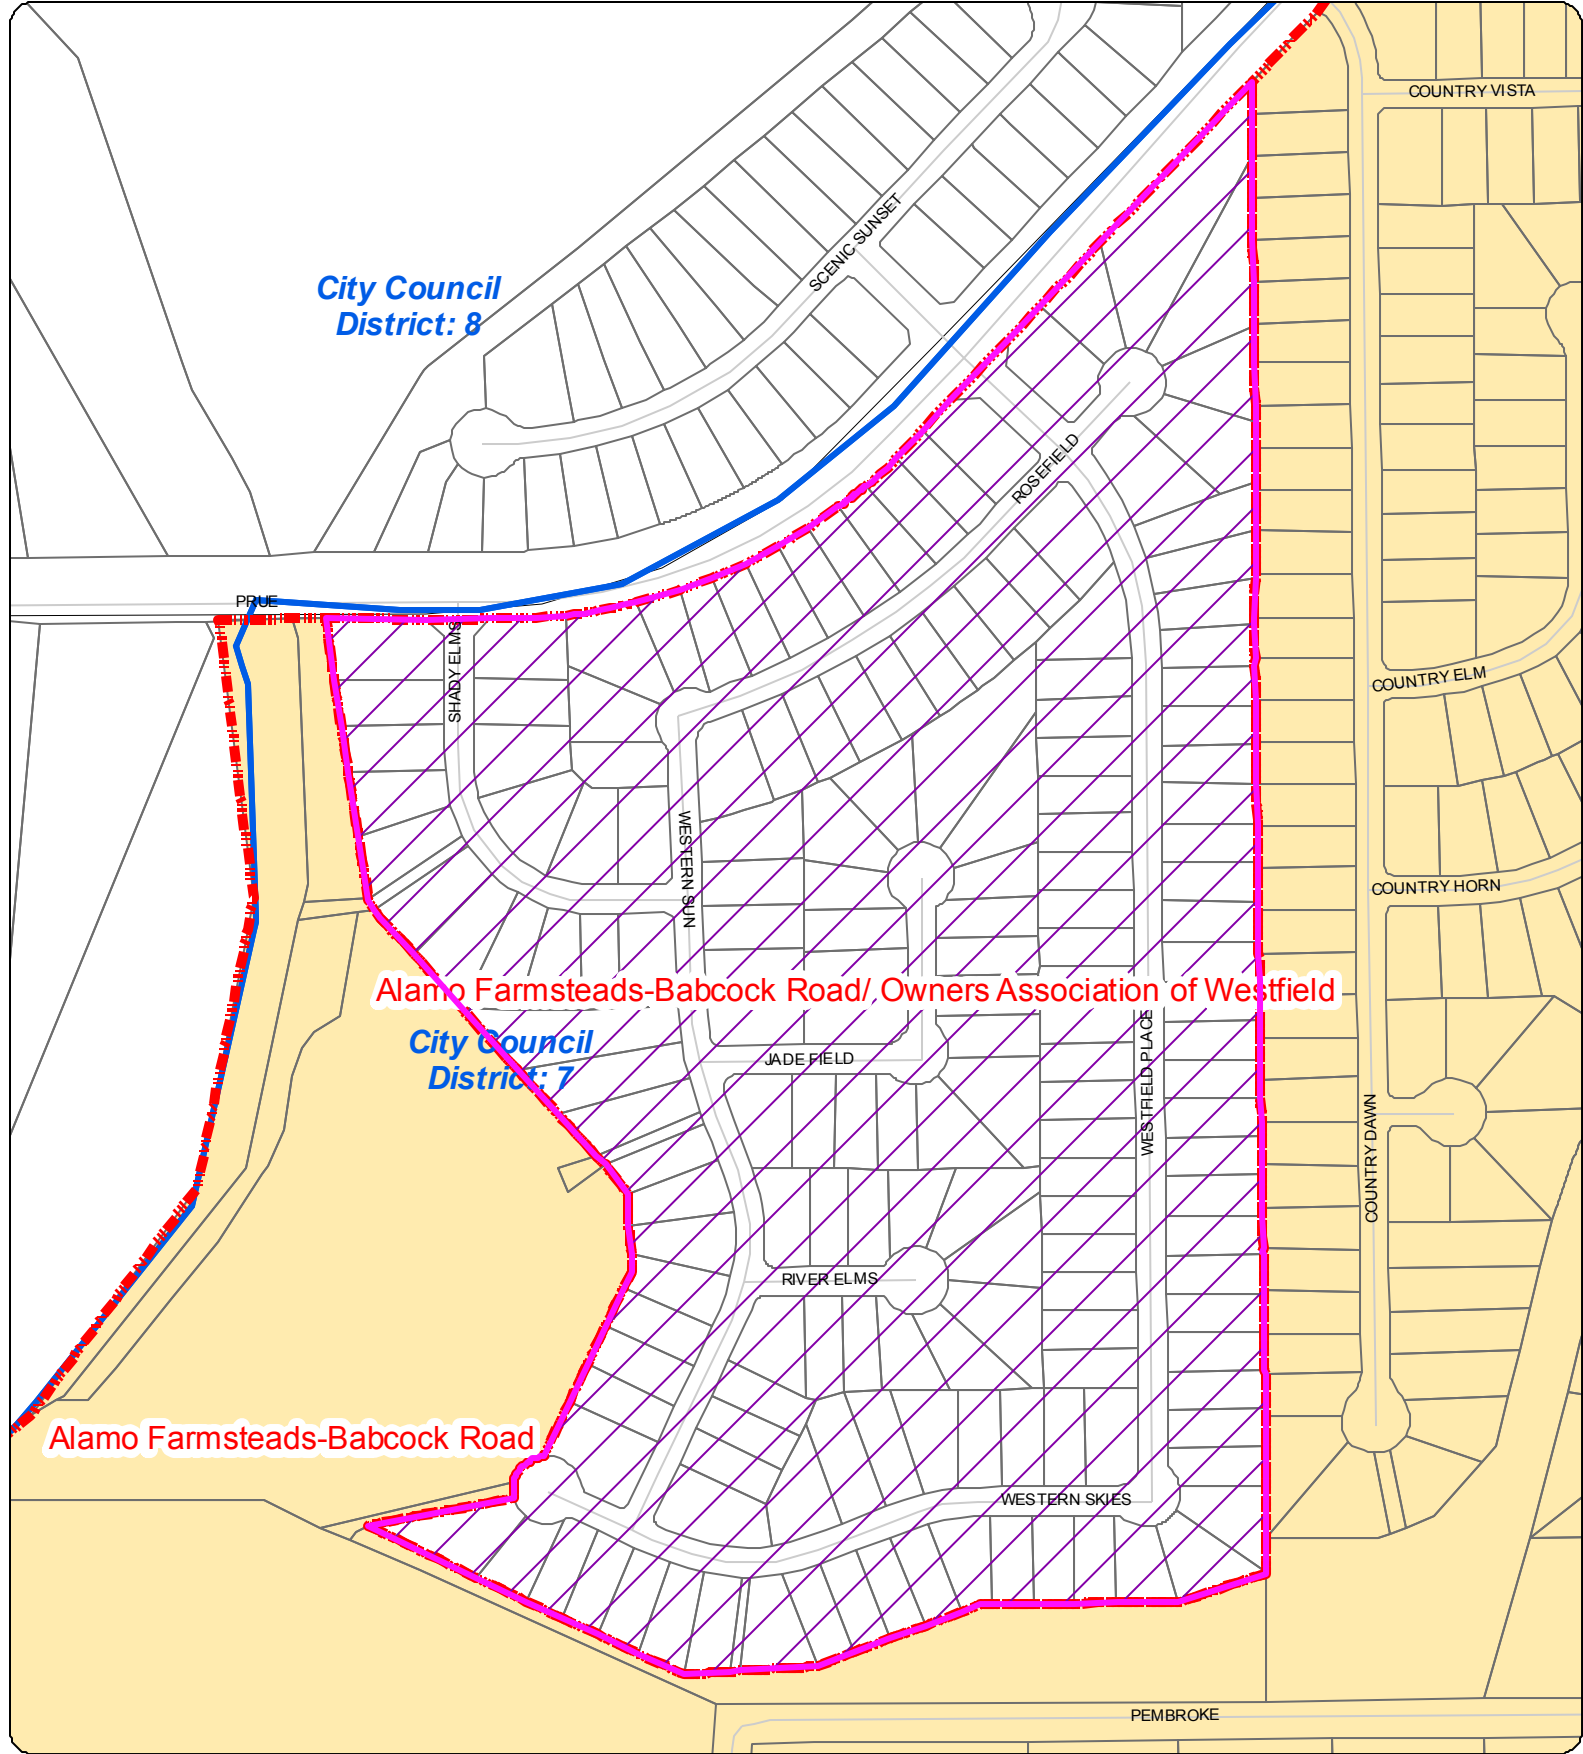 COUNTRY VISTA
SCENIC SUNSET
City Council
District: 8
ROSEFIELD
PRUE
SHADY ELMS
COUNTRY ELM
WESTERN SUN
COUNTRY HORN
Alamo Farmsteads-Babcock Road/ Owners Association of Westfield
City Council
District: 7
JADE FIELD
WESTFIELD PLACE
COUNTRY DAWN
RIVER ELMS
Alamo Farmsteads-Babcock Road
WESTERN SKIES
PEMBROKE